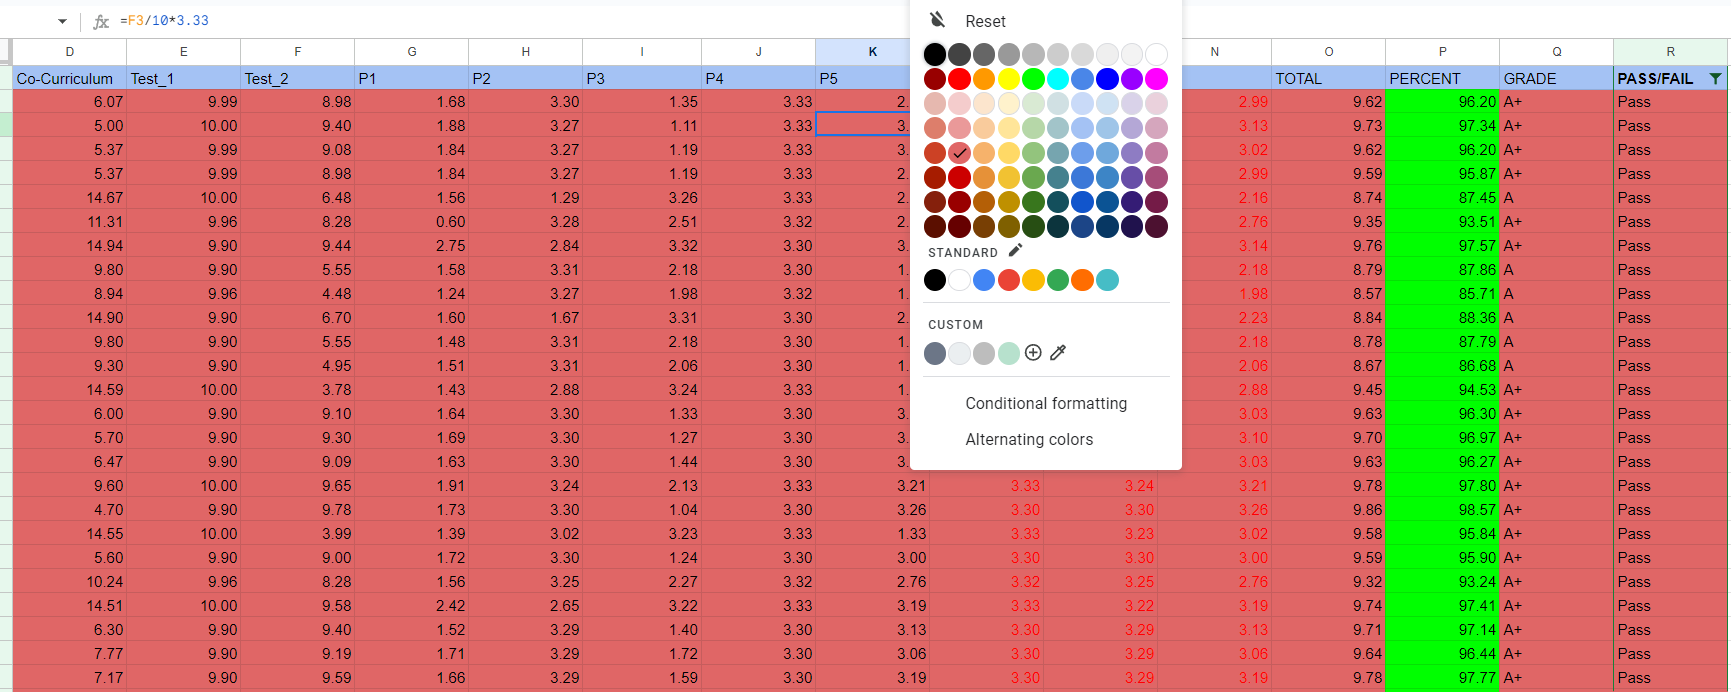 fx =F3/10*3.33
D E F G H I J K N O P Q R
Co-Curriculum Test_1 Test_2 P1 P2 P3 P4 P5 TOTAL PERCENT GRADE PASS/FAIL
6.07 9.99 8.98 1.68 3.30 1.35 3.33 2. 2.99 9.62 96.20 A+ Pass
5.00 10.00 9.40 1.88 3.27 1.11 3.33 3. 3.13 9.73 97.34 A+ Pass
5.37 9.99 9.08 1.84 3.27 1.19 3.33 3. 3.02 9.62 96.20 A+ Pass
5.37 9.99 8.98 1.84 3.27 1.19 3.33 2. 2.99 9.59 95.87 A+ Pass
14.67 10.00 6.48 1.56 1.29 3.26 3.33 2. 2.16 8.74 87.45 A Pass
11.31 9.96 8.28 0.60 3.28 2.51 3.32 2. 2.76 9.35 93.51 A+ Pass
14.94 9.90 9.44 2.75 2.84 3.32 3.30 3. 3.14 9.76 97.57 A+ Pass
9.80 9.90 5.55 1.58 3.31 2.18 3.30 1. 2.18 8.79 87.86 A Pass
8.94 9.96 4.48 1.24 3.27 1.98 3.32 1. 1.98 8.57 85.71 A Pass
14.90 9.90 6.70 1.60 1.67 3.31 3.30 2. 2.23 8.84 88.36 A Pass
9.80 9.90 5.55 1.48 3.31 2.18 3.30 1. 2.18 8.78 87.79 A Pass
9.30 9.90 4.95 1.51 3.31 2.06 3.30 1. 2.06 8.67 86.68 A Pass
14.59 10.00 3.78 1.43 2.88 3.24 3.33 1. 2.88 9.45 94.53 A+ Pass
6.00 9.90 9.10 1.64 3.30 1.33 3.30 3. 3.03 9.63 96.30 A+ Pass
5.70 9.90 9.30 1.69 3.30 1.27 3.30 3. 3.10 9.70 96.97 A+ Pass
6.47 9.90 9.09 1.63 3.30 1.44 3.30 3. 3.03 9.63 96.27 A+ Pass
9.60 10.00 9.65 1.91 3.24 2.13 3.33 3.21 3.33 3.24 3.21 9.78 97.80 A+ Pass
4.70 9.90 9.78 1.73 3.30 1.04 3.30 3.26 3.30 3.30 3.26 9.86 98.57 A+ Pass
14.55 10.00 3.99 1.39 3.02 3.23 3.33 1.33 3.33 3.23 3.02 9.58 95.84 A+ Pass
5.60 9.90 9.00 1.72 3.30 1.24 3.30 3.00 3.30 3.30 3.00 9.59 95.90 A+ Pass
10.24 9.96 8.28 1.56 3.25 2.27 3.32 2.76 3.32 3.25 2.76 9.32 93.24 A+ Pass
14.51 10.00 9.58 2.42 2.65 3.22 3.33 3.19 3.33 3.22 3.19 9.74 97.41 A+ Pass
6.30 9.90 9.40 1.52 3.29 1.40 3.30 3.13 3.30 3.29 3.13 9.71 97.14 A+ Pass
7.77 9.90 9.19 1.71 3.29 1.72 3.30 3.06 3.30 3.29 3.06 9.64 96.44 A+ Pass
7.17 9.90 9.59 1.66 3.29 1.59 3.30 3.19 3.30 3.29 3.19 9.78 97.77 A+ Pass
Reset
STANDARD
CUSTOM
Conditional formatting
Alternating colors